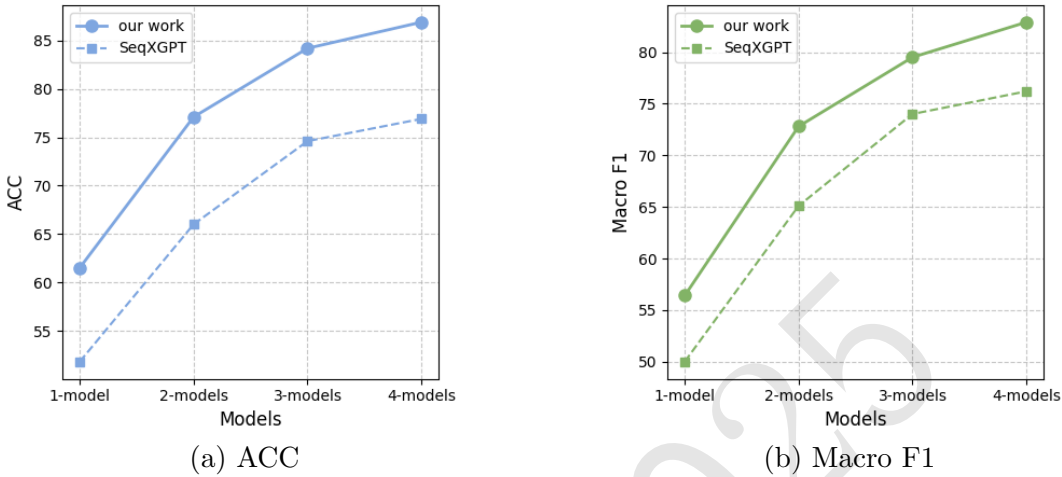 our work
SeqXGPT
ACC
85
80
75
70
65
60
55
1-model 2-models 3-models 4-models
Models
(a) ACC
our work
SeqXGPT
Macro F1
80
75
70
65
60
55
50
1-model 2-models 3-models 4-models
Models
(b) Macro F1
025